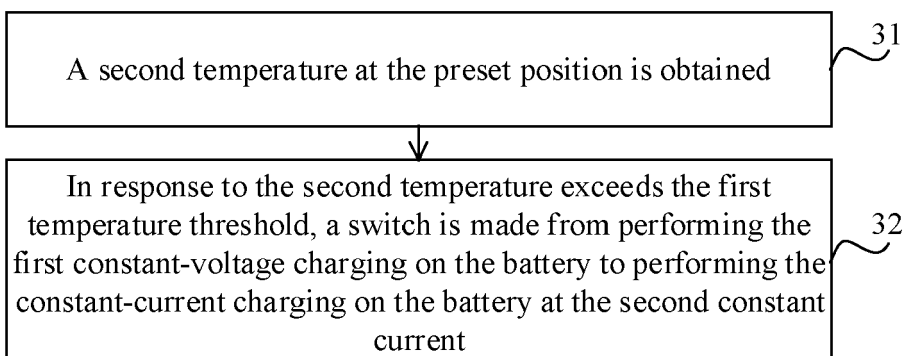 A second temperature at the preset position is obtained
31
In response to the second temperature exceeds the first
temperature threshold, a switch is made from performing the
first constant-voltage charging on the battery to performing the
constant-current charging on the battery at the second constant
current
32